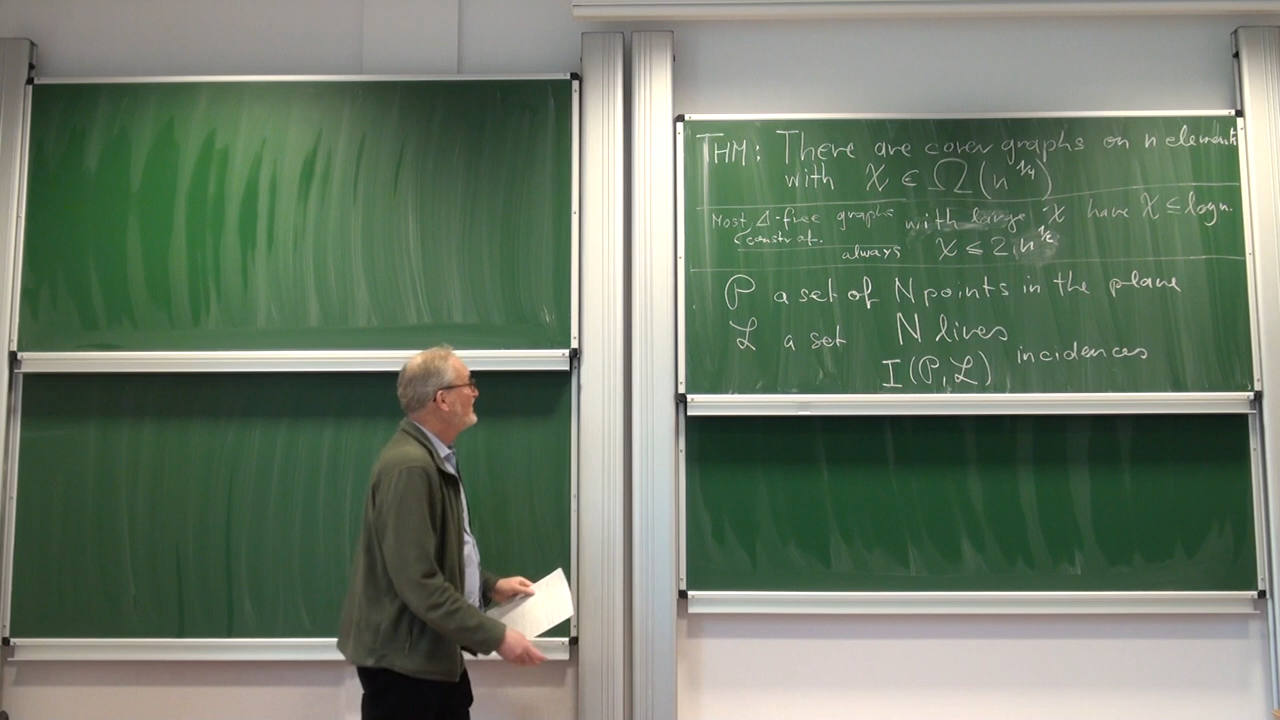 THM: There are cover graphs on n elements
with χ ∈ Ω(n^1/4)
Most Δ-free graphs with large χ have χ ≤ log n.
constr. of.
always χ ≤ 2 n^1/2
P a set of N points in the plane
L a set N lines
I(P, L) incidences